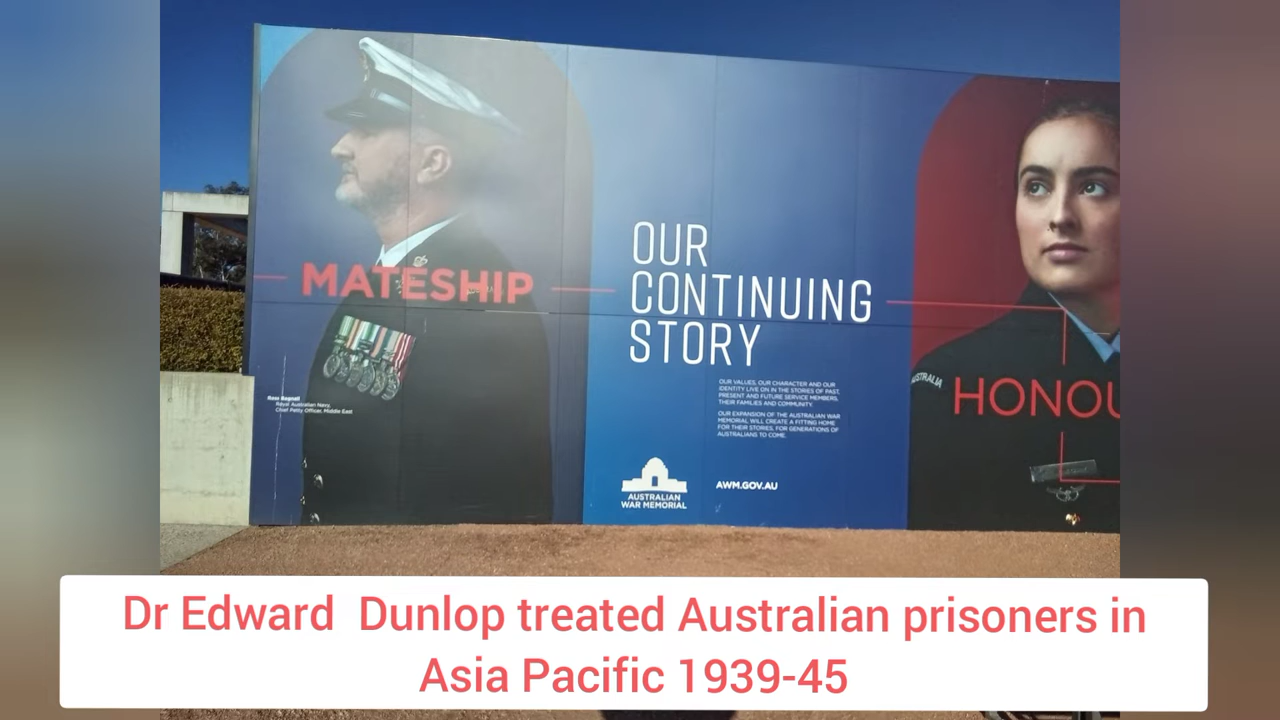 MATESHIP
Ross Bagnall
Royal Australian Navy,
Chief Petty Officer, Middle East
OUR
CONTINUING
STORY
OUR VALUES, OUR CHARACTER AND OUR
IDENTITY LIVE ON IN THE STORIES OF PAST,
PRESENT AND FUTURE SERVICE MEMBERS,
THEIR FAMILIES AND COMMUNITY.
OUR EXPANSION OF THE AUSTRALIAN WAR
MEMORIAL WILL CREATE A FITTING HOME
FOR THEIR STORIES, FOR GENERATIONS OF
AUSTRALIANS TO COME.
AUSTRALIAN
WAR MEMORIAL
AWM.GOV.AU
AUSTRALIA
HONOU
Dr Edward Dunlop treated Australian prisoners in
Asia Pacific 1939-45